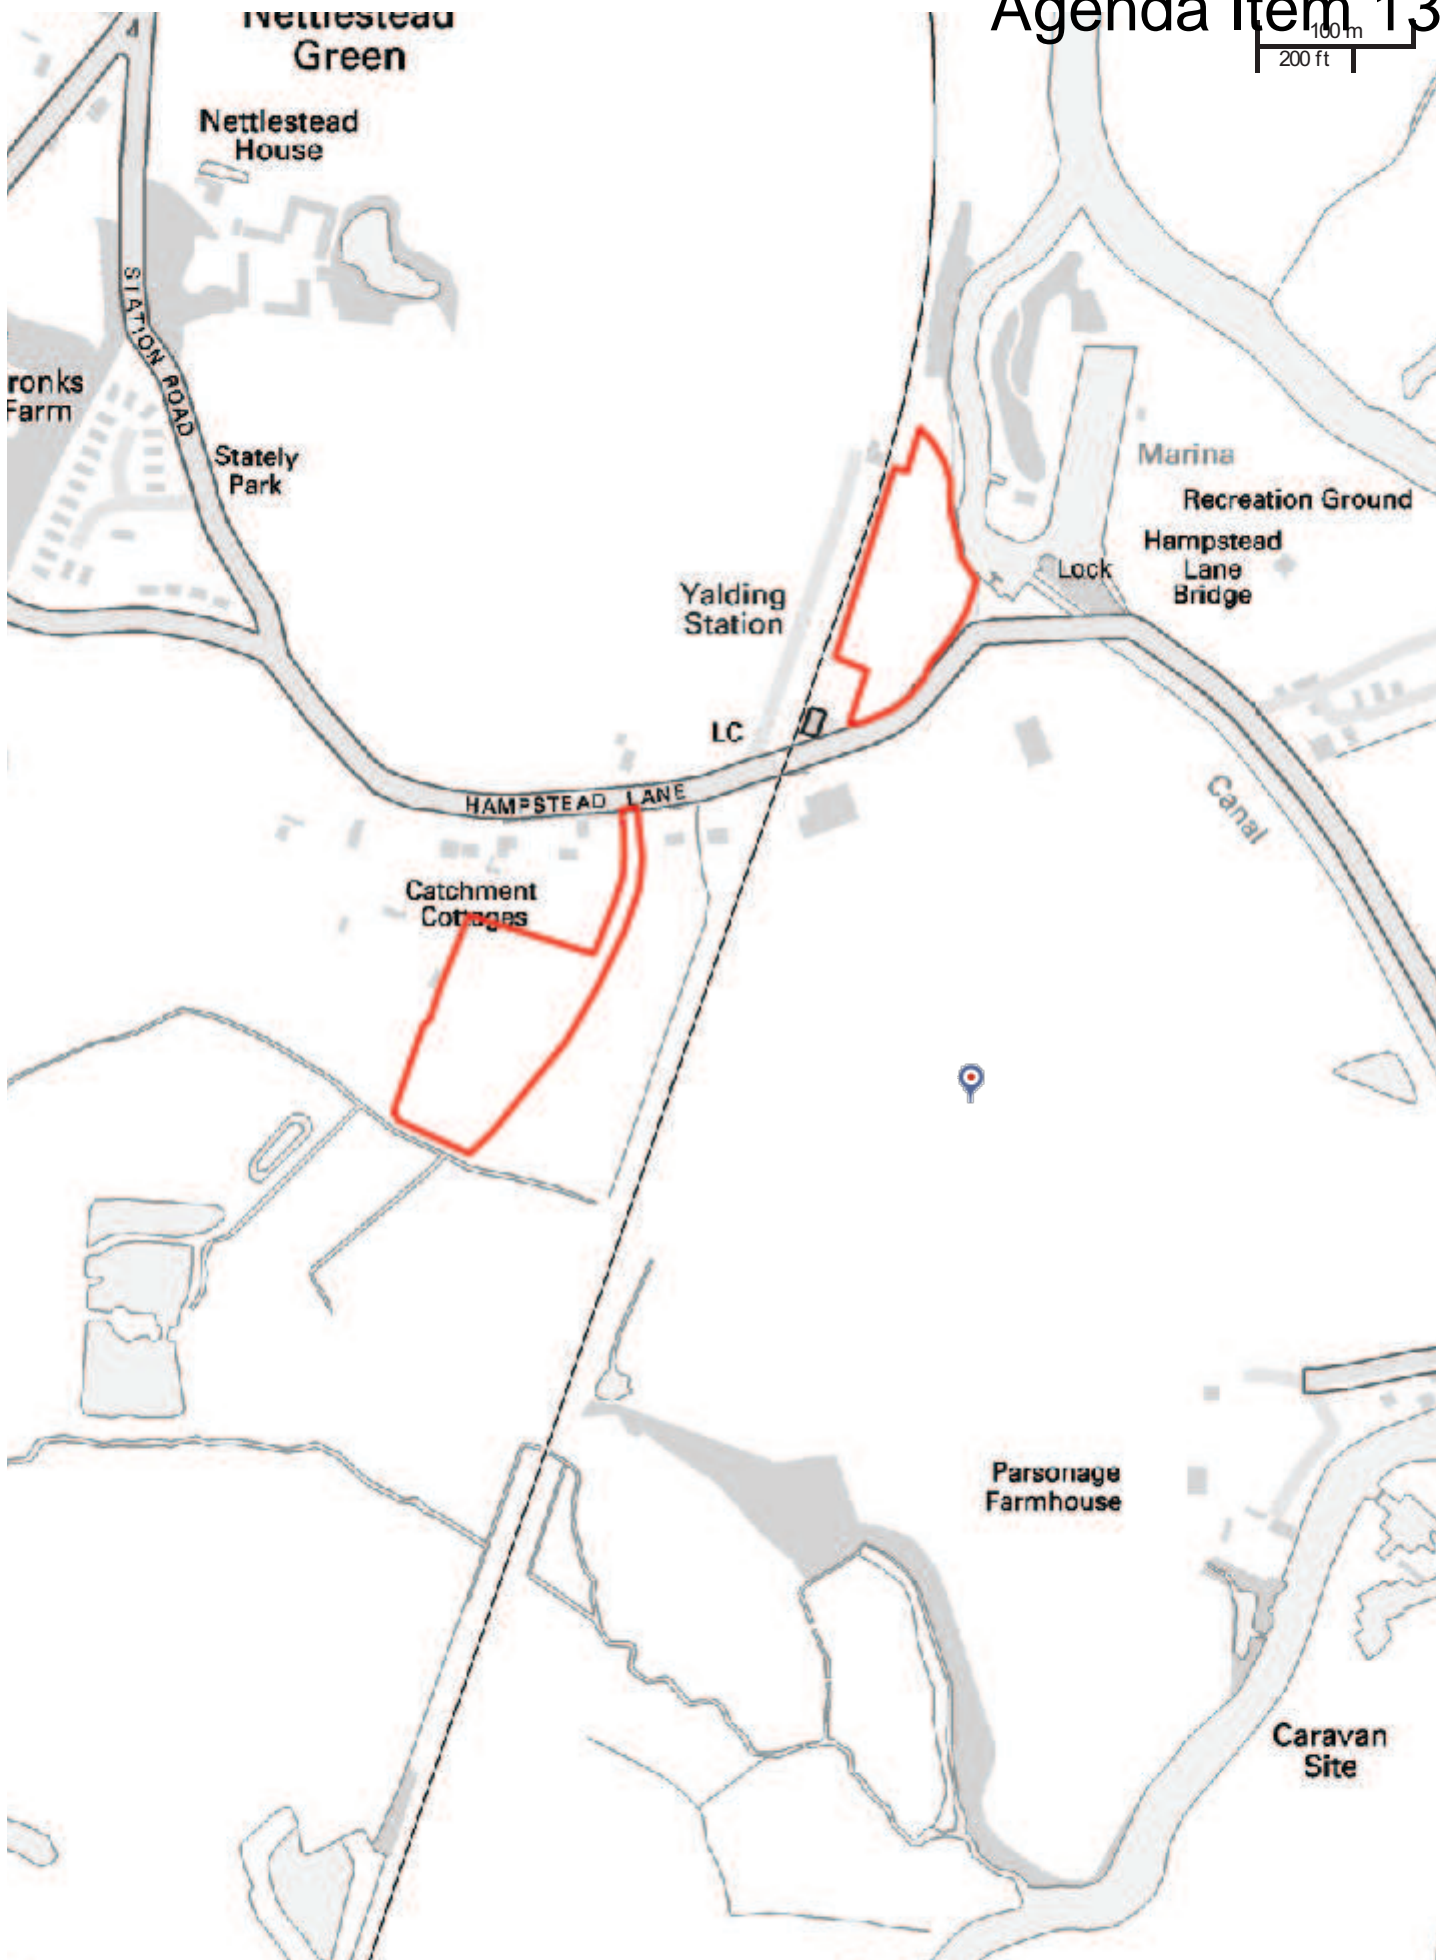 Agenda Item 13
100 m
200 ft
Nettlestead
Green
Nettlestead
House
STATION ROAD
ronks
Farm
Stately
Park
Marina
Recreation Ground
Hampstead
Lane
Bridge
Lock
Yalding
Station
LC
HAMPSTEAD LANE
Canal
Catchment
Cottages
Parsonage
Farmhouse
Caravan
Site